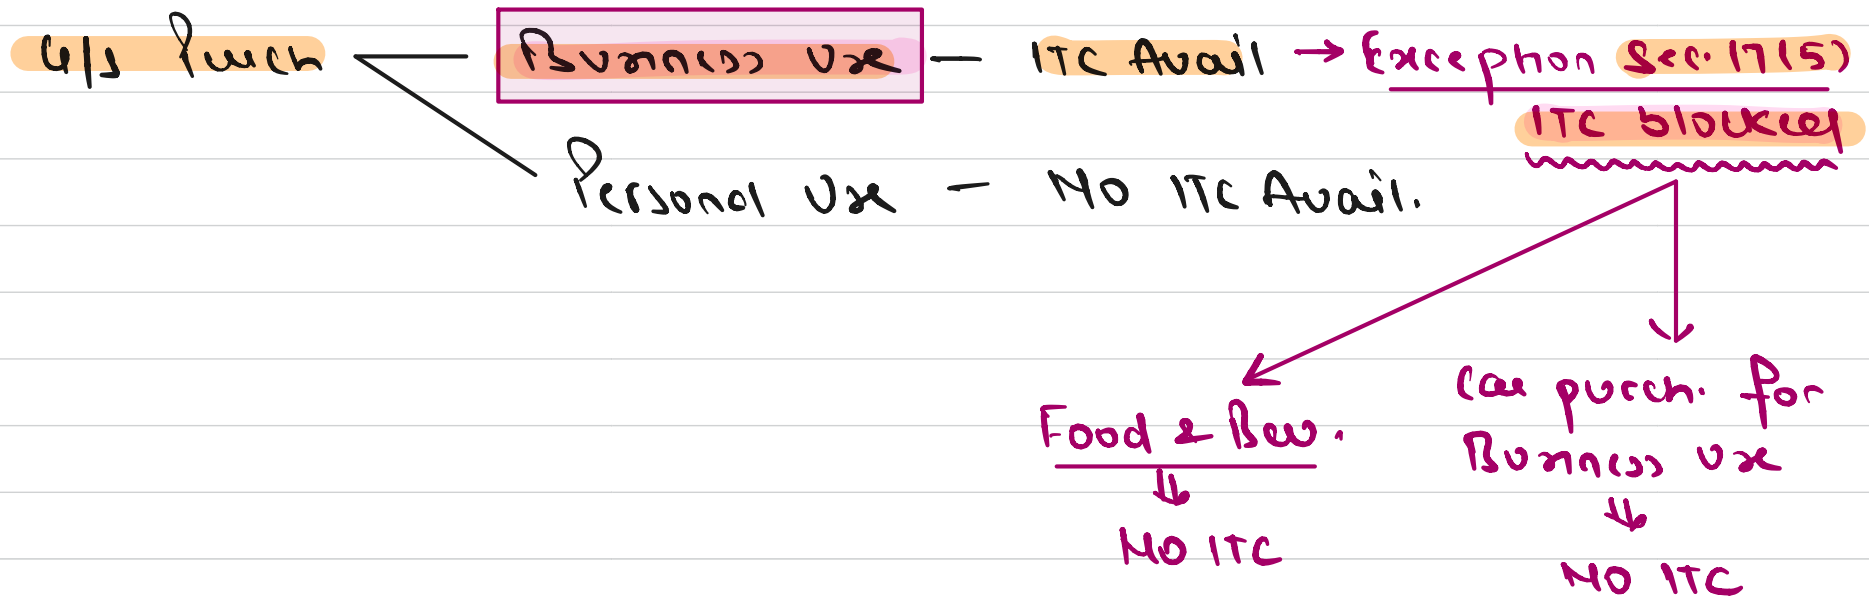 G/S Purch — Business Use — ITC Avail → Exception Sec. 17(5)
ITC blocked
Personal Use — NO ITC Avail.
Food & Bev.
NO ITC
Car purch. for
Business Use
NO ITC